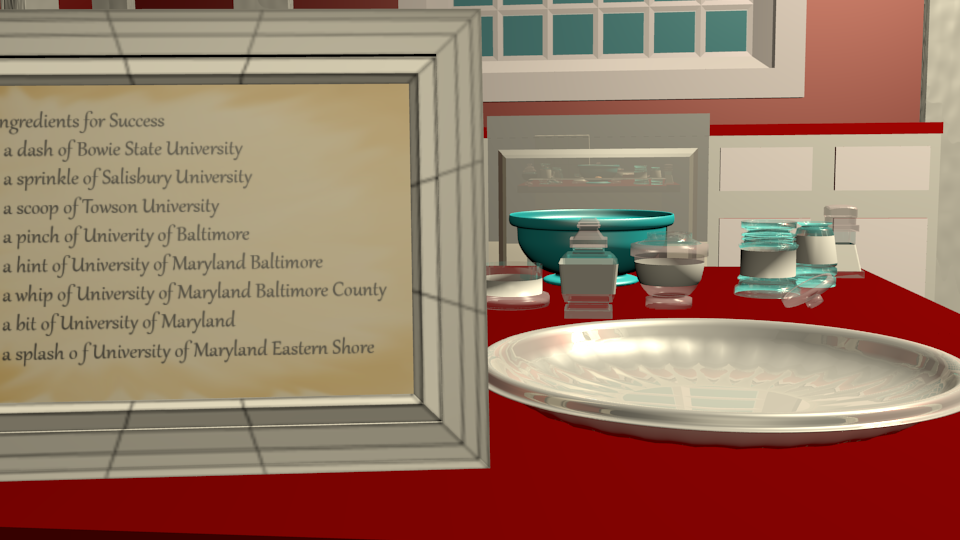 ngredients for Success
a dash of Bowie State University
a sprinkle of Salisbury University
a scoop of Towson University
a pinch of Univerity of Baltimore
a hint of University of Maryland Baltimore
a whip of University of Maryland Baltimore County
a bit of University of Maryland
a splash of University of Maryland Eastern Shore